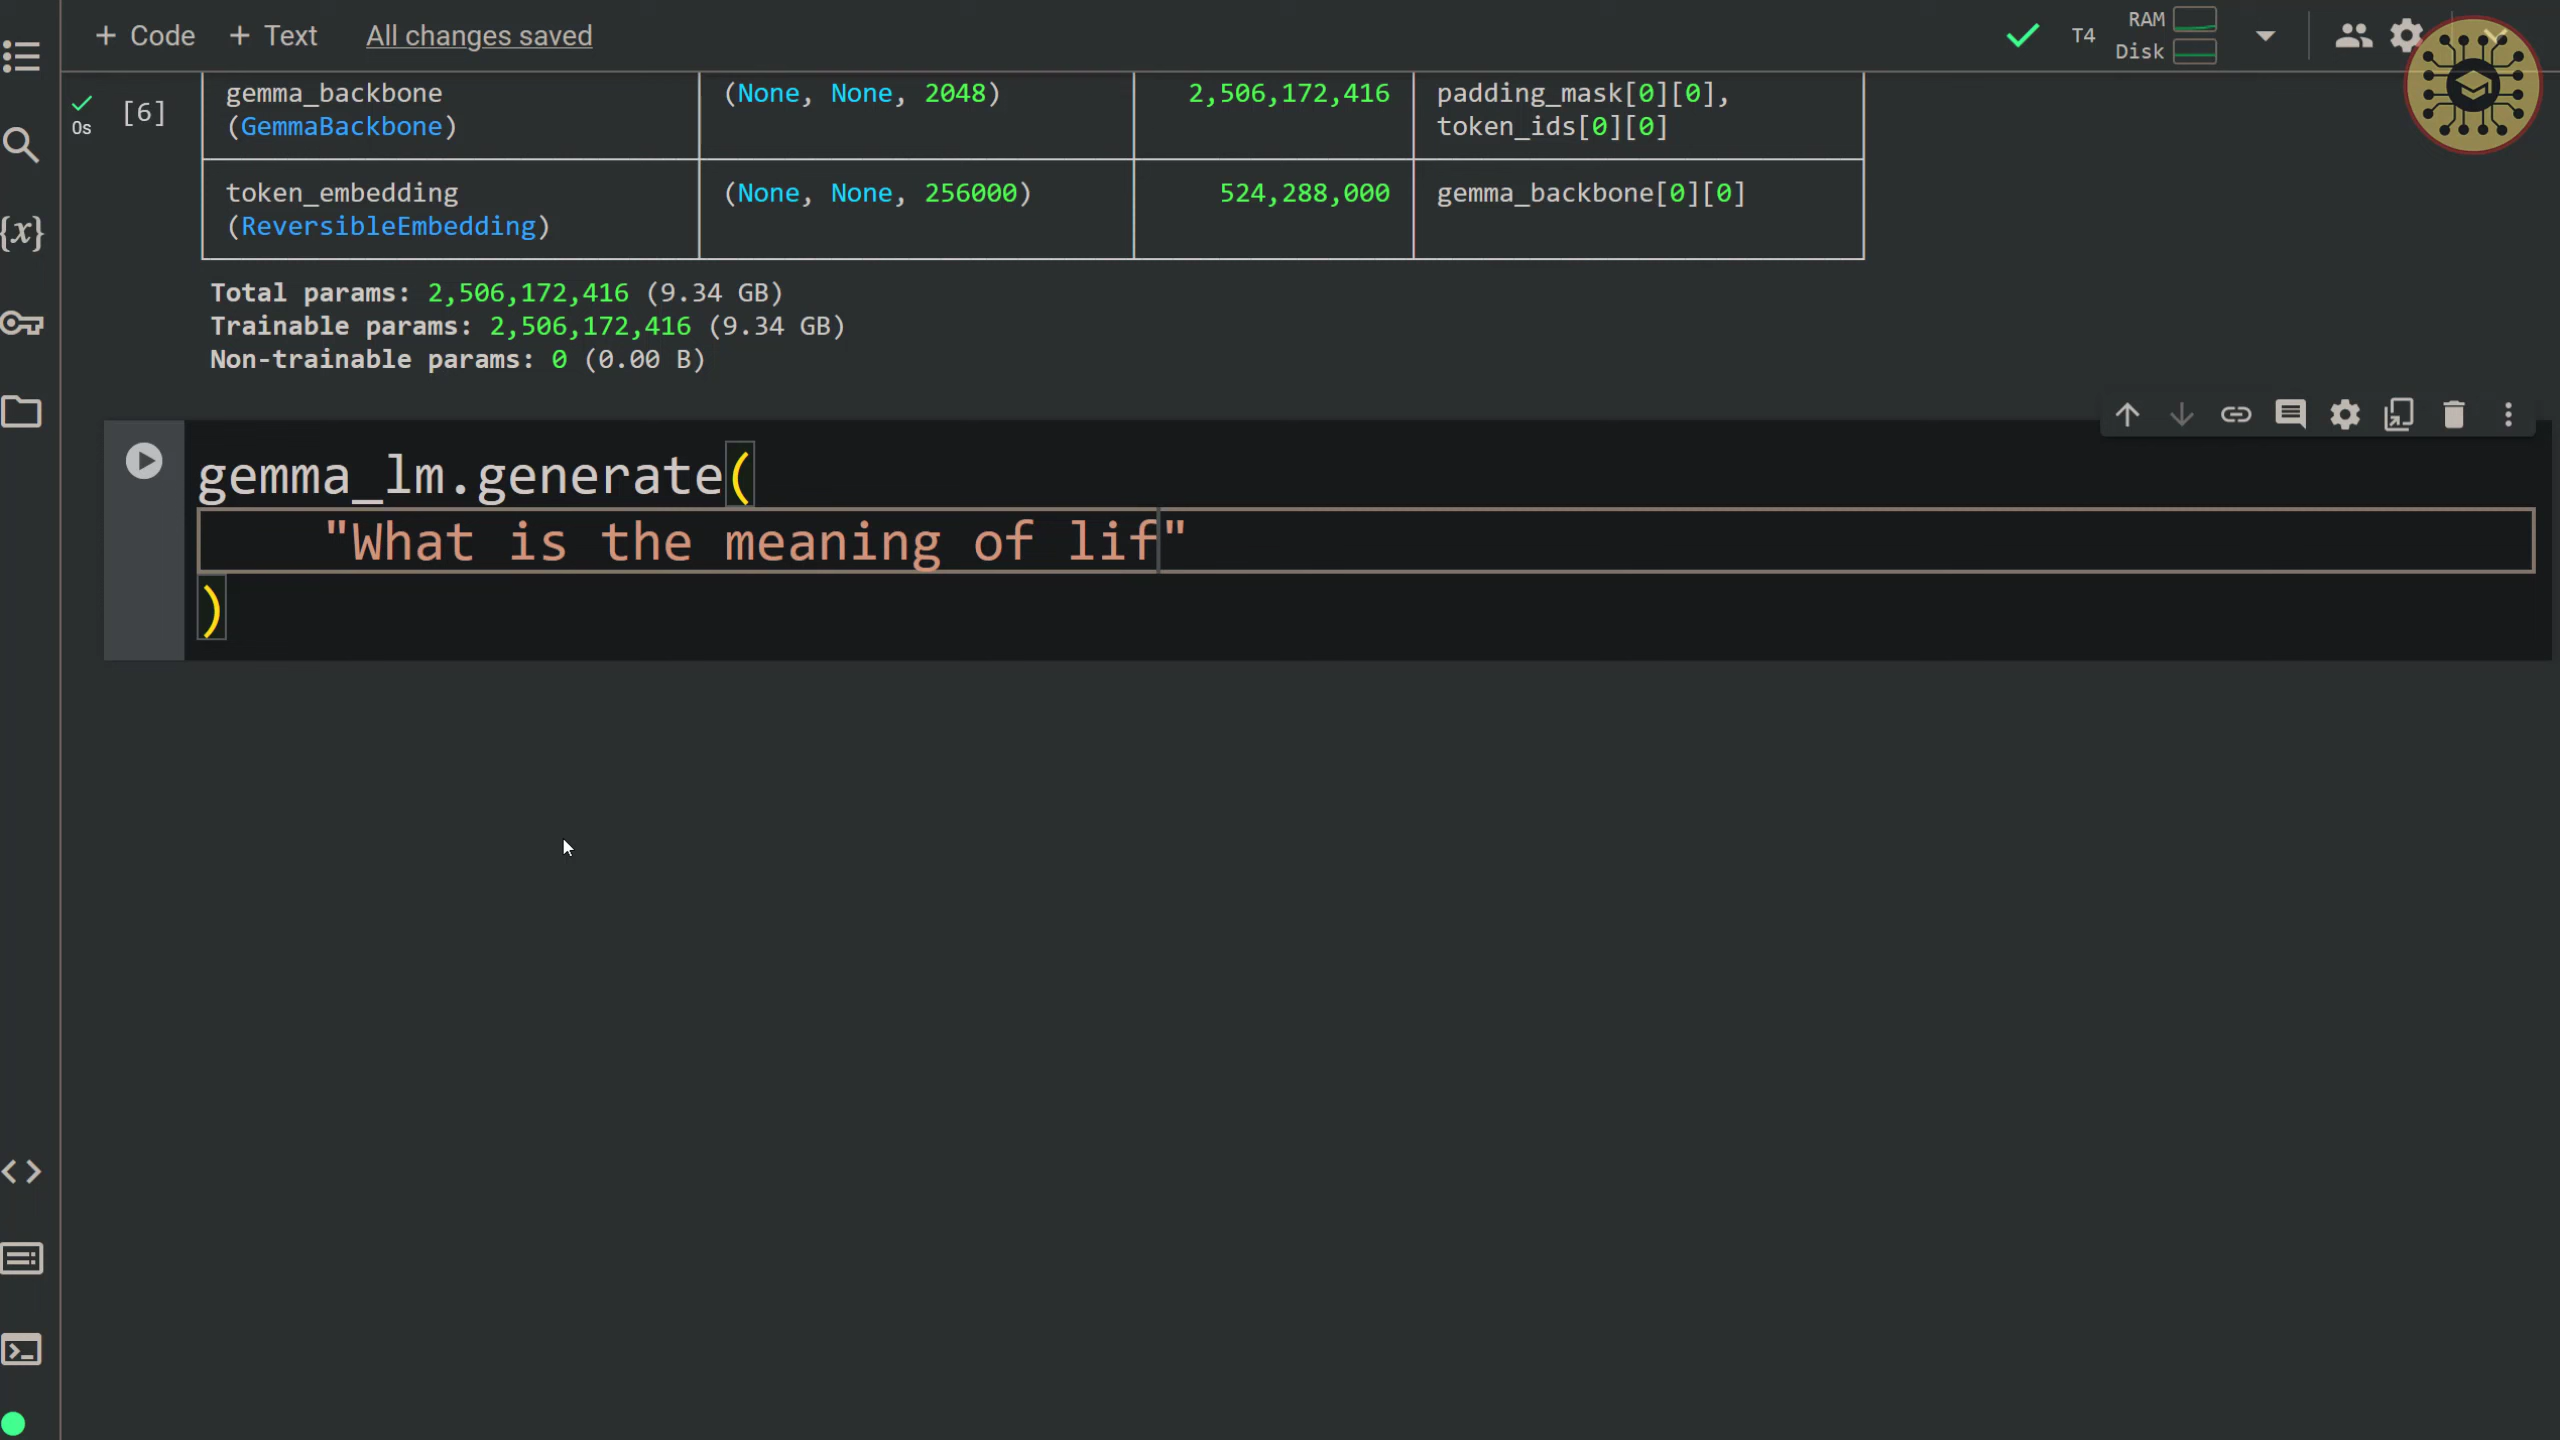 + Code + Text All changes saved T4 RAM
Disk
0s [6] gemma_backbone (None, None, 2048) 2,506,172,416 padding_mask[0][0],
(GemmaBackbone) token_ids[0][0]
token_embedding (None, None, 256000) 524,288,000 gemma_backbone[0][0]
(ReversibleEmbedding)
Total params: 2,506,172,416 (9.34 GB)
Trainable params: 2,506,172,416 (9.34 GB)
Non-trainable params: 0 (0.00 B)
gemma_lm.generate(
"What is the meaning of lif"
)
{x}